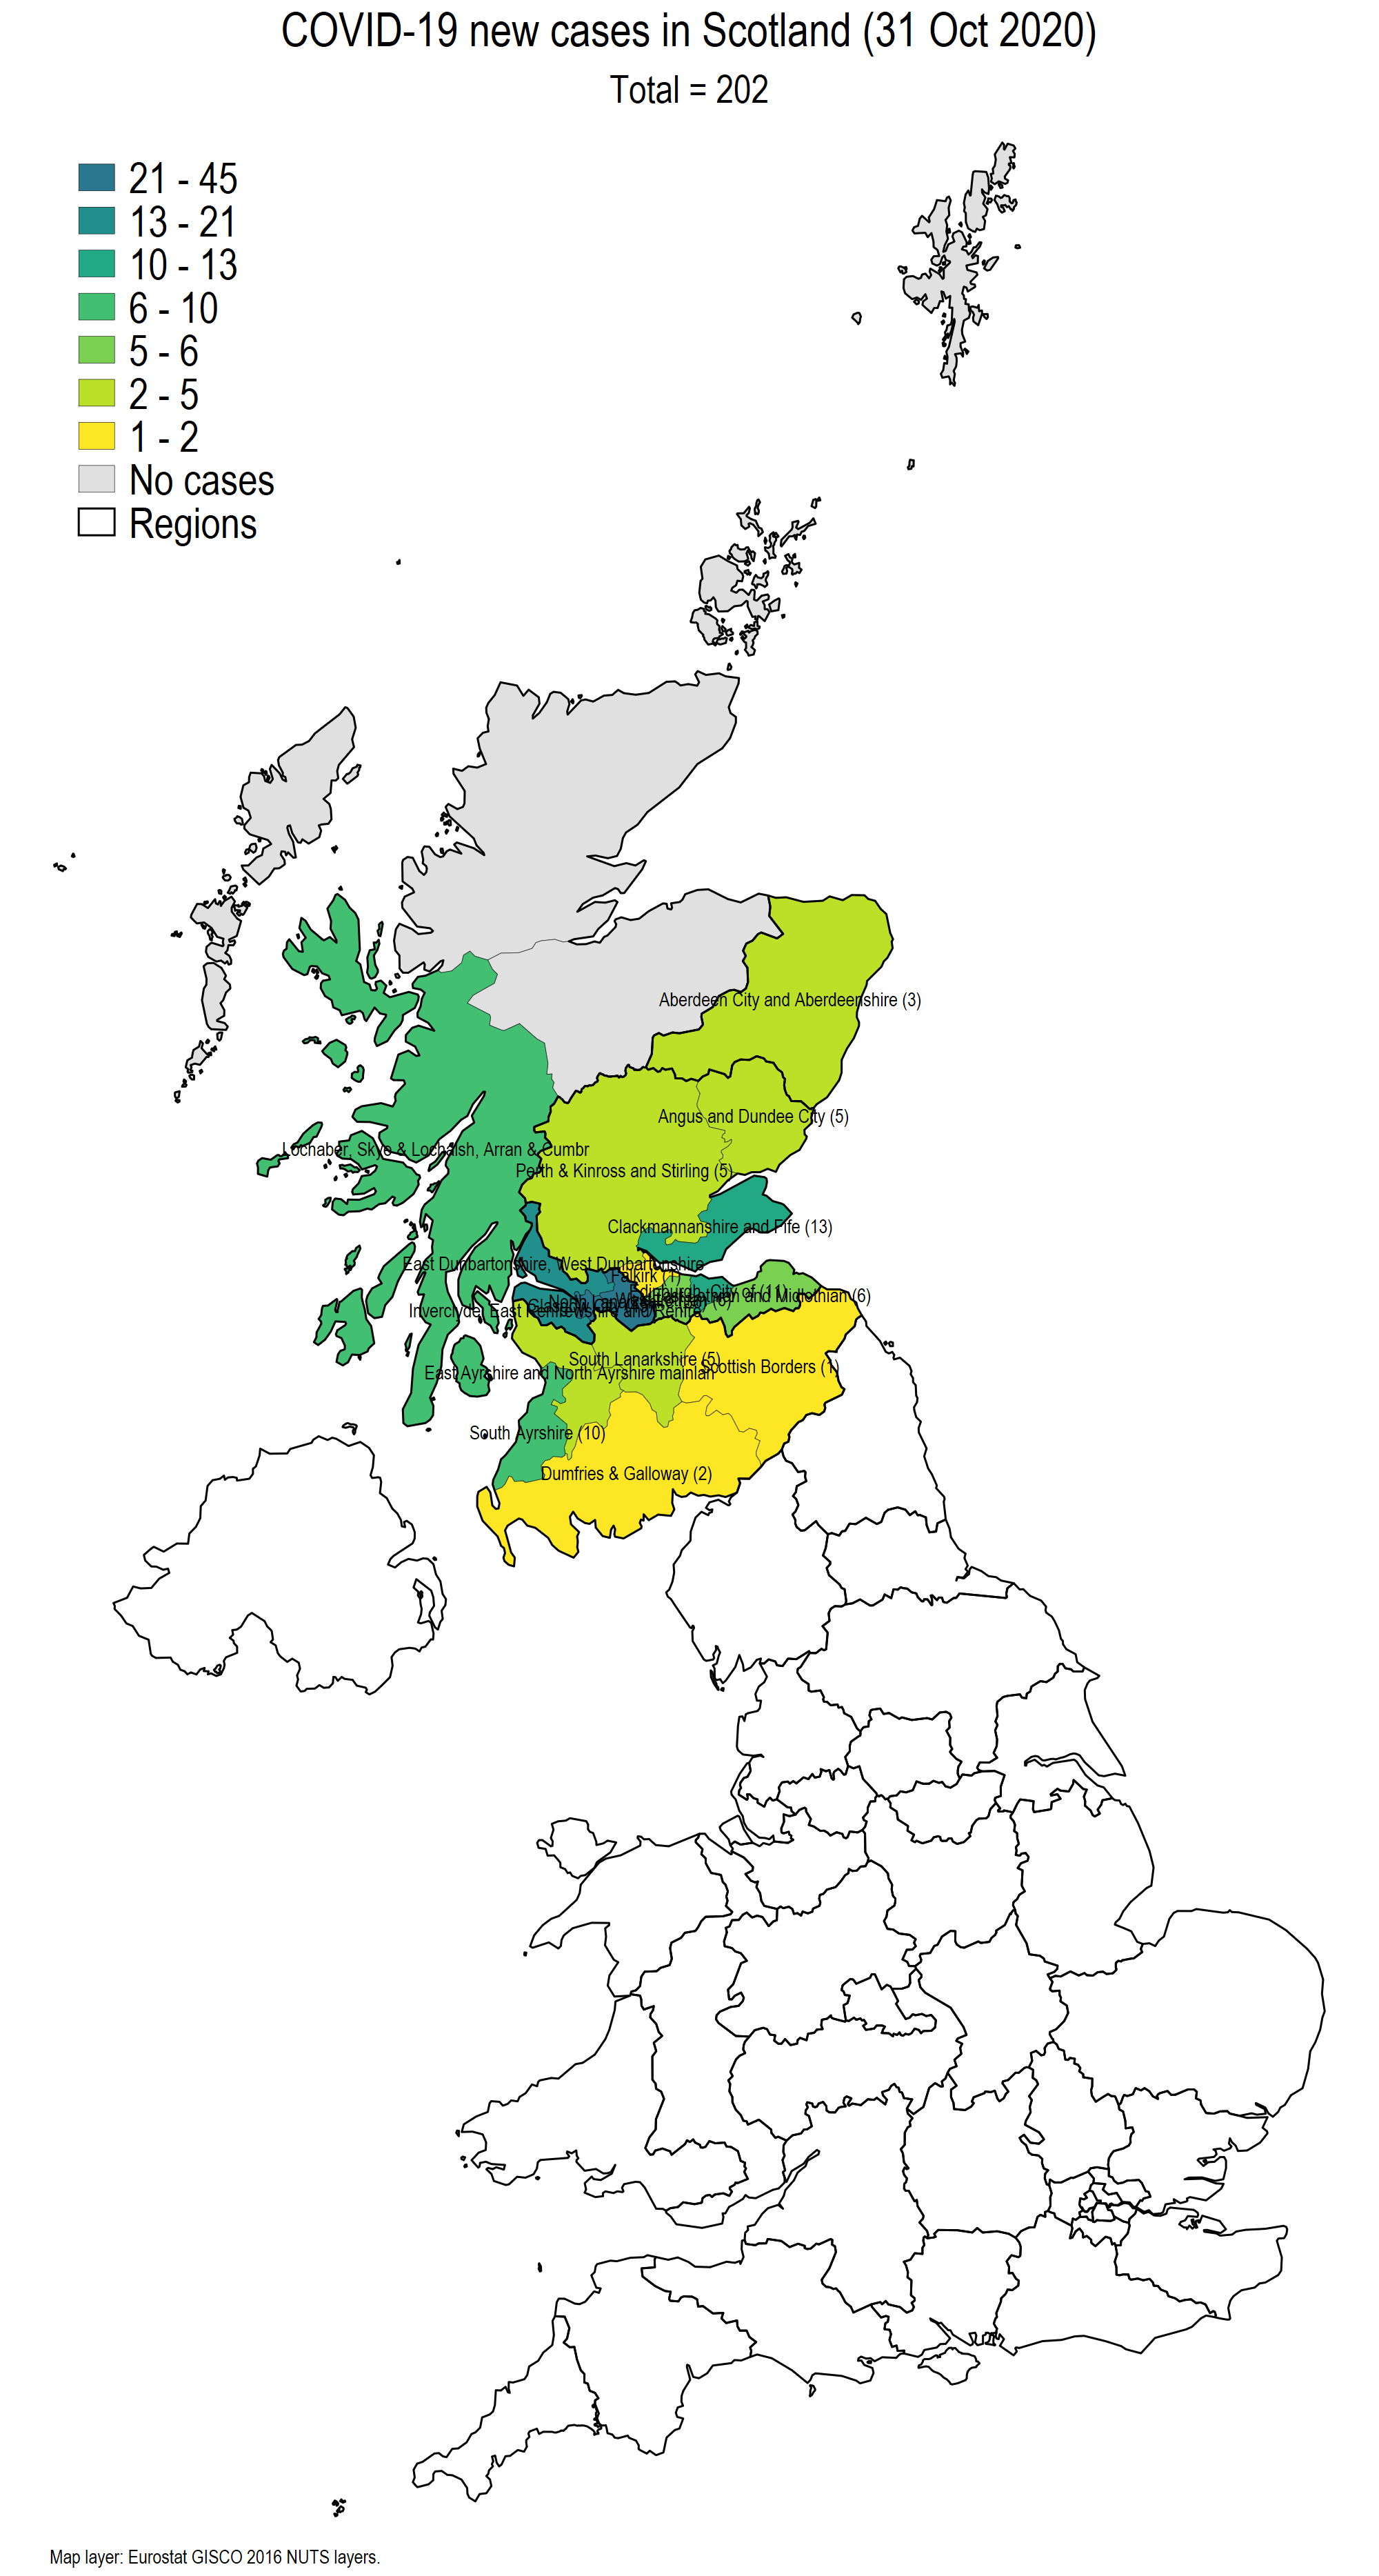 COVID-19 new cases in Scotland (31 Oct 2020)
Total = 202
21 - 45
13 - 21
10 - 13
6 - 10
5 - 6
2 - 5
1 - 2
No cases
Regions
Aberdeen City and Aberdeenshire (3)
Angus and Dundee City (5)
Lochaber, Skye & Lochalsh, Arran & Cumbr
Perth & Kinross and Stirling (5)
Clackmannanshire and Fife (13)
East Dunbartonshire, West Dunbartonshire
Falkirk (1)
Edinburgh, City of (11)
and Midlothian (6)
Inverclyde, East Renfrewshire and Renfre
South Lanarkshire (5)
Scottish Borders (1)
East Ayrshire and North Ayrshire mainlan
South Ayrshire (10)
Dumfries & Galloway (2)
Map layer: Eurostat GISCO 2016 NUTS layers.